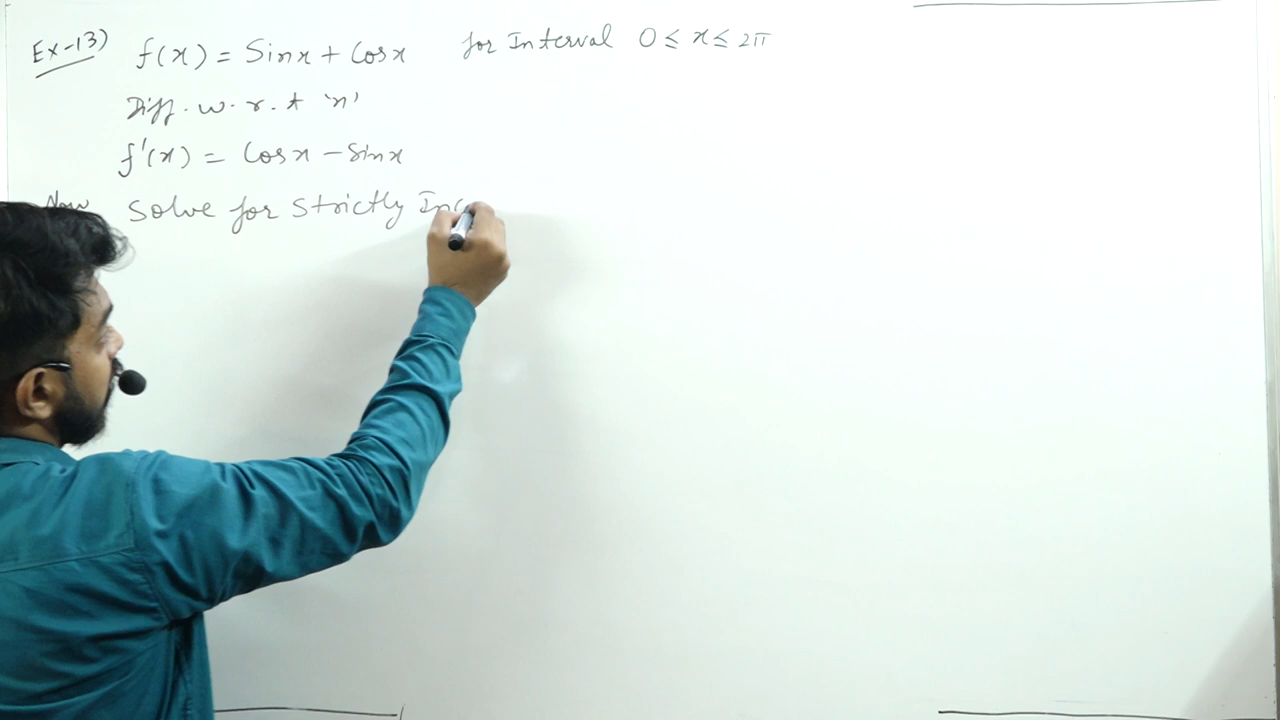 Ex-13) f(x) = Sinx + Cosx for Interval 0 ≤ x ≤ 2π
Diff. w. r. t 'x'
f'(x) = Cosx - Sinx
Now Solve for Strictly Inc